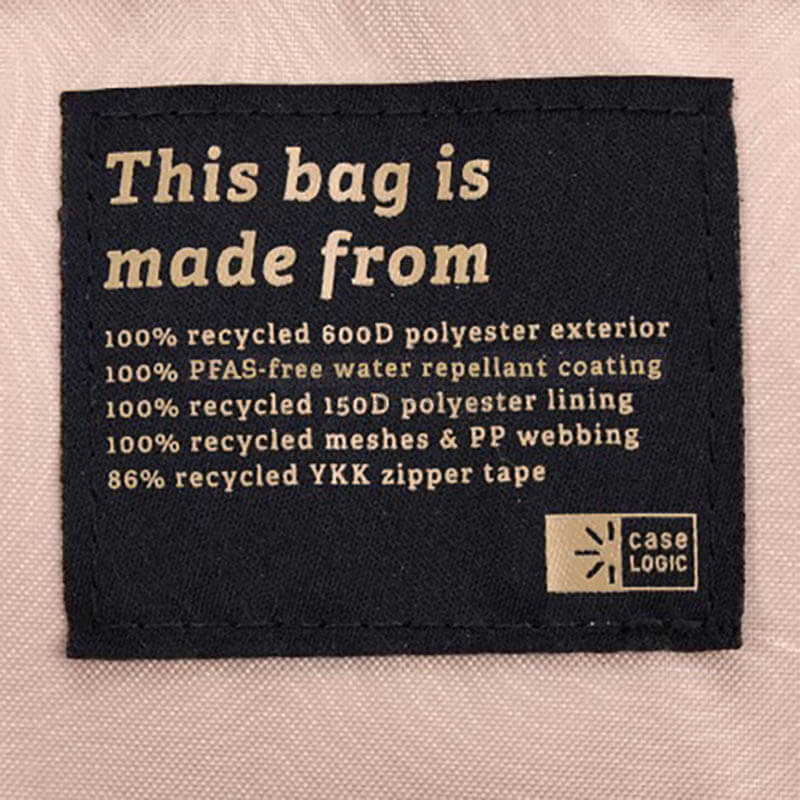 This bag is
made from
100% recycled 600D polyester exterior
100% PFAS-free water repellant coating
100% recycled 150D polyester lining
100% recycled meshes & PP webbing
86% recycled YKK zipper tape
case
LOGIC